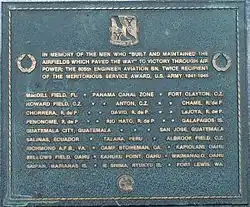 IN MEMORY OF THE MEN WHO "BUILT AND MAINTAINED THE
AIRFIELDS WHICH PAVED THE WAY" TO VICTORY THROUGH AIR
POWER; THE 805th ENGINEER AVIATION BN. TWICE RECIPIENT
OF THE MERITORIOUS SERVICE AWARD, U.S. ARMY 1941-1945
MacDILL FIELD, FL. • PANAMA CANAL ZONE • FORT CLAYTON, C.Z.
HOWARD FIELD, C.Z. • ANTON, C.Z. • CHAME, R. de P.
CHORRERA, R. de P. • DAVID, R. de P. • LAJOYA, R. de P.
PENONOME, R. de P. • RIO HATO, R. de P. • GALAPAGOS IS.
GUATEMALA CITY, GUATEMALA • SAN JOSE, GUATEMALA
SALINAS, ECUADOR • TALARA, PERU • ALBROOK FIELD, C.Z.
RICHMOND A.F.B., VA. • CAMP STONEMAN, CA. • KAPIOLANI, OAHU
BELLOWS FIELD, OAHU • KAHUKU POINT, OAHU • WAIMANALO, OAHU
SAIPAN, MARIANAS IS. • IE SHIMA, RYUKYU IS. • FORT LEWIS, WA.